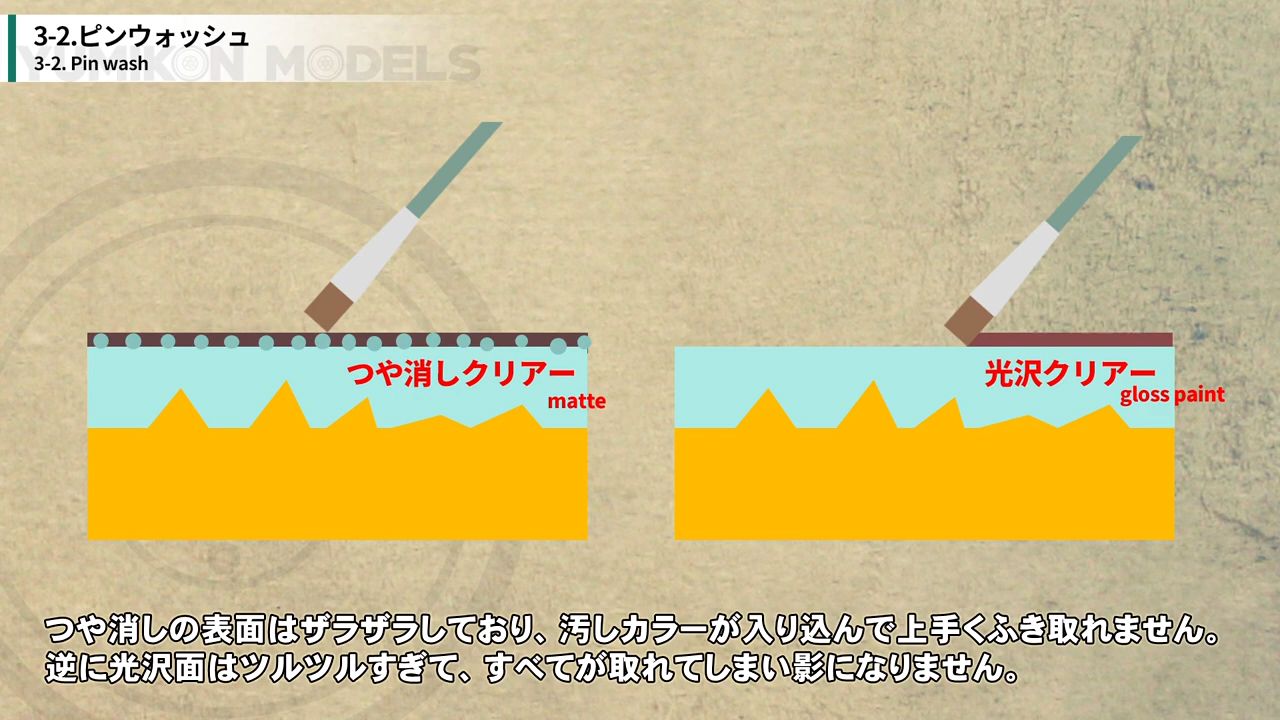 3-2.ピンウォッシュ
3-2. Pin wash
YUMIKON MODELS
つや消しクリアー
matte
光沢クリアー
gloss paint
つや消しの表面はザラザラしており、汚しカラーが入り込んで上手くふき取れません。
逆に光沢面はツルツルすぎて、すべてが取れてしまい影になりません。